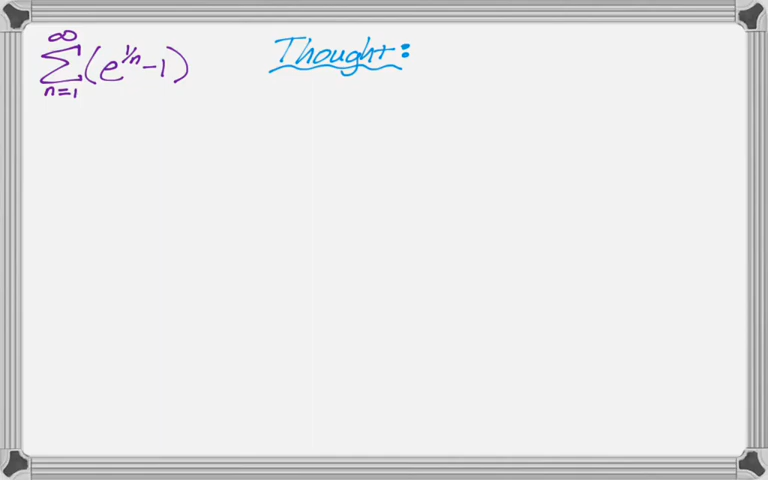 ∞
∑(e^1/n-1)
n=1
Thought: